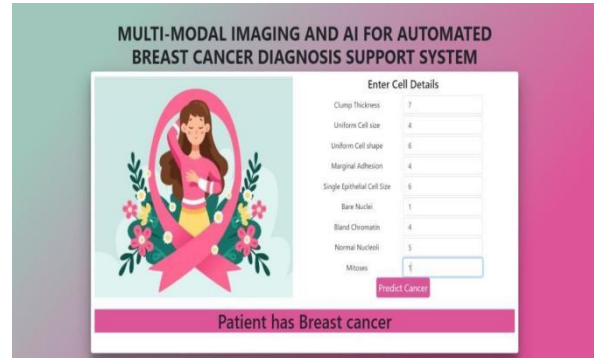 MULTI-MODAL IMAGING AND AI FOR AUTOMATED
BREAST CANCER DIAGNOSIS SUPPORT SYSTEM
Enter Cell Details
Clump Thickness 7
Uniform Cell size 4
Uniform Cell shape 6
Marginal Adhesion 4
Single Epithelial Cell Size 6
Bare Nuclei 1
Bland Chromatin 4
Normal Nucleoli 5
Mitoses 1
Predict Cancer
Patient has Breast cancer